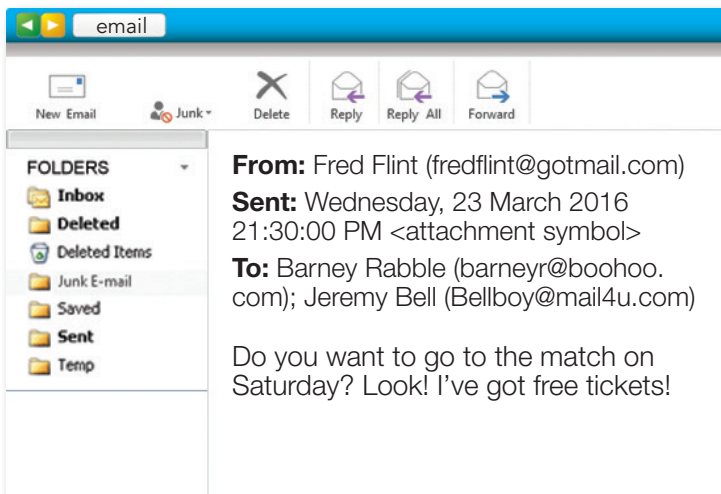 email
New Email
Junk
Delete
Reply
Reply All
Forward
FOLDERS
Inbox
Deleted
Deleted Items
Junk E-mail
Saved
Sent
Temp
From: Fred Flint (fredflint@gotmail.com)
Sent: Wednesday, 23 March 2016
21:30:00 PM <attachment symbol>
To: Barney Rabble (barneyr@boohoo.
com); Jeremy Bell (Bellboy@mail4u.com)
Do you want to go to the match on
Saturday? Look! I've got free tickets!